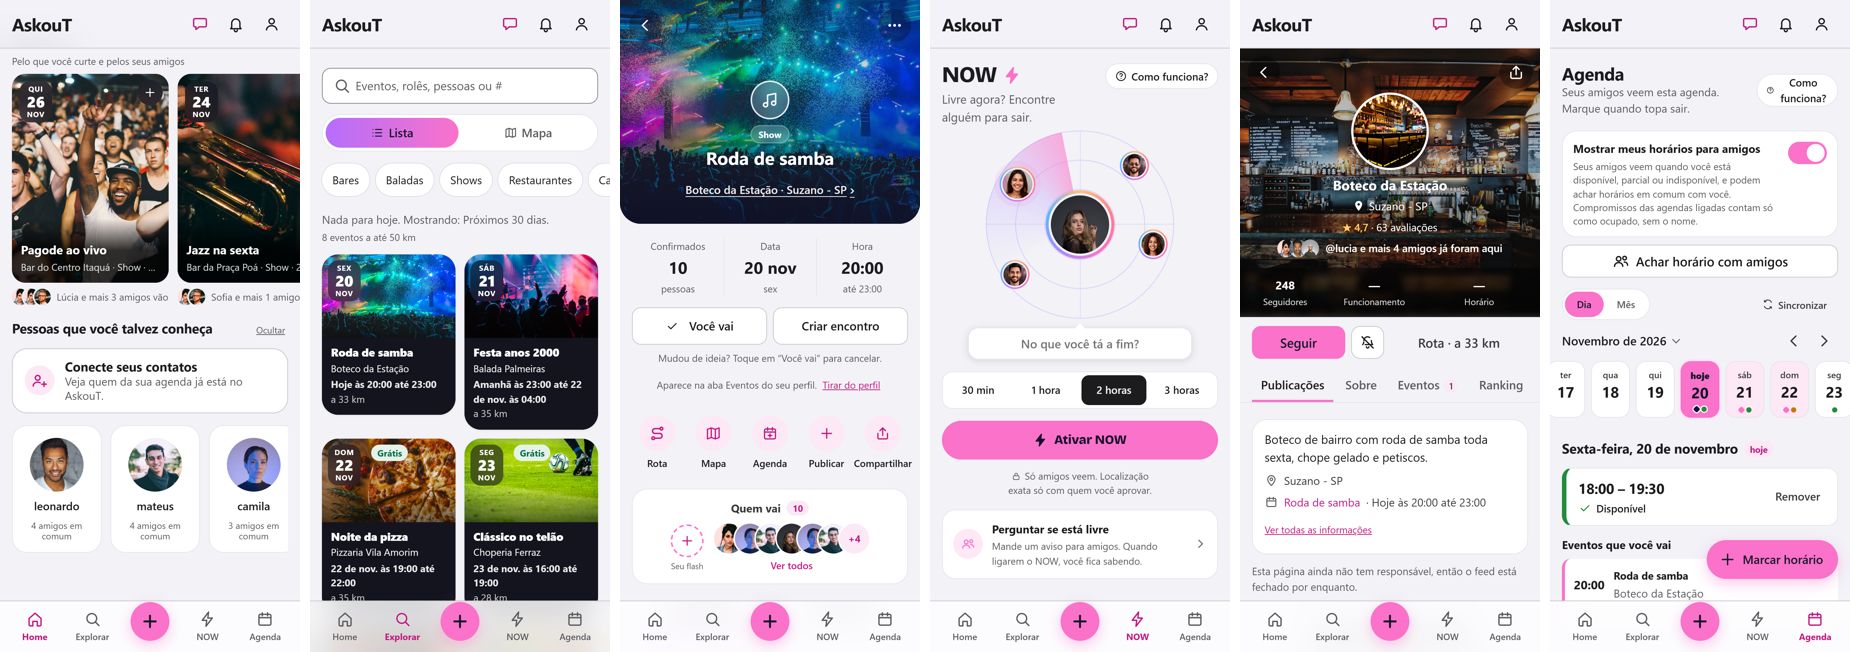 AskouT
Pelo que você curte e pelos seus amigos
QUI
26
NOV
Pagode ao vivo
Bar do Centro Itaquá · Show · ...
Lúcia e mais 3 amigos vão
TER
24
NOV
Jazz na sexta
Bar da Praça Poá · Show · 2
Sofia e mais 1 amigo
Pessoas que você talvez conheça
Ocultar
Conecte seus contatos
Veja quem da sua agenda já está no
AskouT.
leonardo
4 amigos em
comum
mateus
4 amigos em
comum
camila
3 amigos em
comum
Home
Explorar
NOW
Agenda
AskouT
Eventos, rolês, pessoas ou #
Lista
Mapa
Bares
Baladas
Shows
Restaurantes
Ca
Nada para hoje. Mostrando: Próximos 30 dias.
8 eventos a até 50 km
SEX
20
NOV
Roda de samba
Boteco da Estação
Hoje às 20:00 até 23:00
a 33 km
SÁB
21
NOV
Festa anos 2000
Balada Palmeiras
Amanhã às 23:00 até 22
de nov. às 04:00
a 35 km
DOM
22
NOV
Grátis
Noite da pizza
Pizzaria Vila Amorim
22 de nov. às 19:00 até
22:00
a 35 km
SEG
23
NOV
Grátis
Clássico no telão
Choperia Ferraz
23 de nov. às 16:00 até
19:00
a 28 km
Home
Explorar
NOW
Agenda
Show
Roda de samba
Boteco da Estação · Suzano - SP ›
Confirmados
10
pessoas
Data
20 nov
sex
Hora
20:00
até 23:00
Você vai
Criar encontro
Mudou de ideia? Toque em “Você vai” para cancelar.
Aparece na aba Eventos do seu perfil. Tirar do perfil
Rota
Mapa
Agenda
Publicar
Compartilhar
Quem vai 10
Seu flash
+4
Ver todos
Home
Explorar
NOW
Agenda
AskouT
NOW
Como funciona?
Livre agora? Encontre
alguém para sair.
No que você tá a fim?
30 min
1 hora
2 horas
3 horas
Ativar NOW
Só amigos veem. Localização
exata só com quem você aprovar.
Perguntar se está livre
Mande um aviso para amigos. Quando
ligarem o NOW, você fica sabendo.
Home
Explorar
NOW
Agenda
AskouT
Boteco da Estação
Suzano - SP
4,7 · 63 avaliações
@lucia e mais 4 amigos já foram aqui
248
Seguidores
—
Funcionamento
—
Horário
Seguir
Rota · a 33 km
Publicações
Sobre
Eventos 1
Ranking
Boteco de bairro com roda de samba toda
sexta, chope gelado e petiscos.
Suzano - SP
Roda de samba · Hoje às 20:00 até 23:00
Ver todas as informações
Esta página ainda não tem responsável, então o feed está
fechado por enquanto.
Home
Explorar
NOW
Agenda
AskouT
Agenda
Como
funciona?
Seus amigos veem esta agenda.
Marque quando topa sair.
Mostrar meus horários para amigos
Seus amigos veem quando você está
disponível, parcial ou indisponível, e podem
achar horários em comum com você.
Compromissos das agendas ligadas contam só
como ocupado, sem o nome.
Achar horário com amigos
Dia
Mês
Sincronizar
Novembro de 2026
ter
17
qua
18
qui
19
hoje
20
sáb
21
dom
22
seg
23
Sexta-feira, 20 de novembro hoje
18:00 – 19:30
Disponível
Remover
Eventos que você vai
Marcar horário
20:00
Roda de samba
Boteco da Estação
Home
Explorar
NOW
Agenda